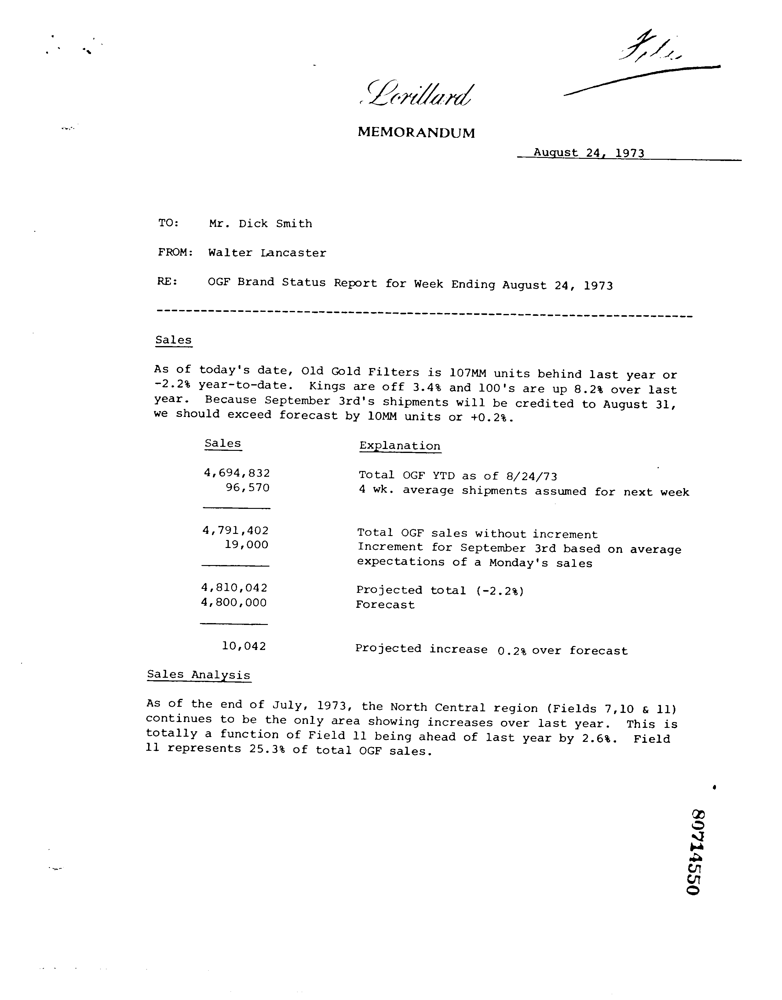 File
Lorillard
MEMORANDUM
August 24, 1973
TO: Mr. Dick Smith
FROM: Walter Lancaster
RE: OGF Brand Status Report for Week Ending August 24, 1973
Sales
As of today's date, Old Gold Filters is 107MM units behind last year or
-2.2% year-to-date. Kings are off 3.4% and 100's are up 8.2% over last
year. Because September 3rd's shipments will be credited to August 31,
we should exceed forecast by 10MM units or +0.2%.
Sales Explanation
4,694,832 Total OGF YTD as of 8/24/73
96,570 4 wk. average shipments assumed for next week
4,791,402 Total OGF sales without increment
19,000 Increment for September 3rd based on average
expectations of a Monday's sales
4,810,042 Projected total (-2.2%)
4,800,000 Forecast
10,042 Projected increase 0.2% over forecast
Sales Analysis
As of the end of July, 1973, the North Central region (Fields 7,10 & 11)
continues to be the only area showing increases over last year. This is
totally a function of Field 11 being ahead of last year by 2.6%. Field
11 represents 25.3% of total OGF sales.
80714550